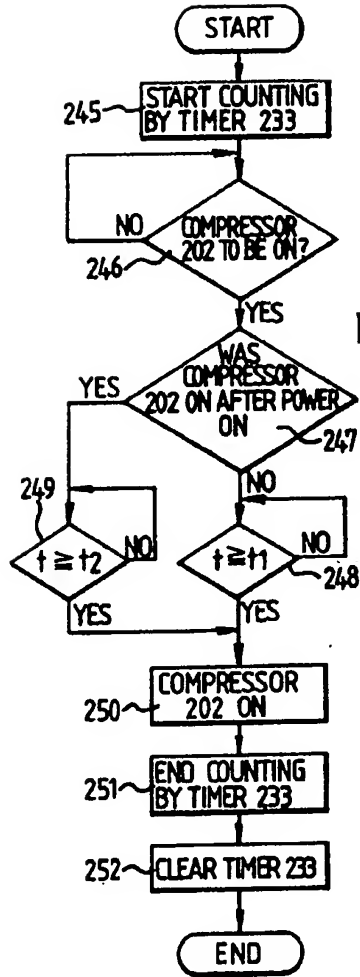 START
245
START COUNTING
BY TIMER 233
NO
246
COMPRESSOR
202 TO BE ON?
YES
WAS
COMPRESSOR
202 ON AFTER POWER
ON
247
YES
NO
249
t ≧ t2
NO
YES
t ≧ t1
NO
248
YES
250
COMPRESSOR
202 ON
251
END COUNTING
BY TIMER 233
252
CLEAR TIMER 233
END